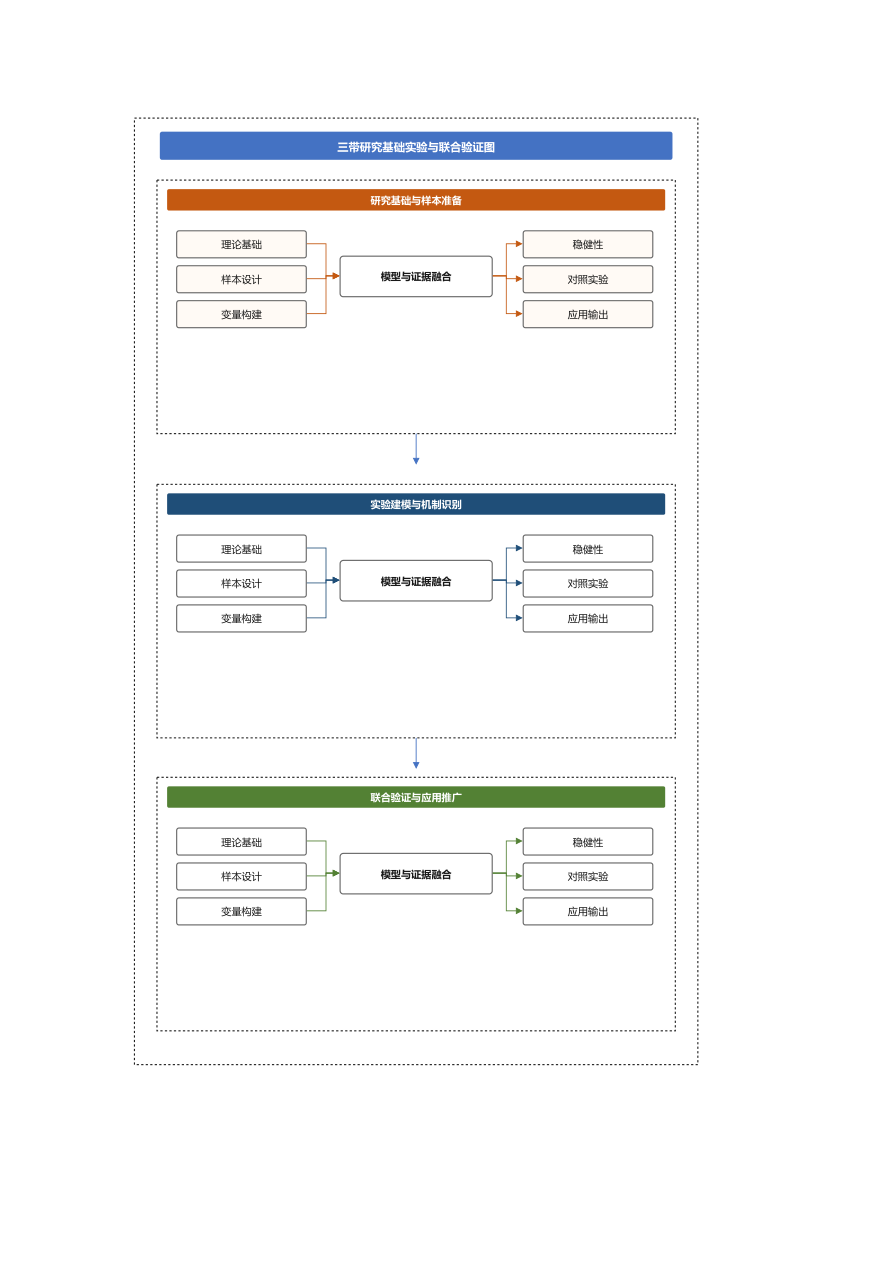 三带研究基础实验与联合验证图
研究基础与样本准备
理论基础
样本设计
变量构建
模型与证据融合
稳健性
对照实验
应用输出
实验建模与机制识别
理论基础
样本设计
变量构建
模型与证据融合
稳健性
对照实验
应用输出
联合验证与应用推广
理论基础
样本设计
变量构建
模型与证据融合
稳健性
对照实验
应用输出